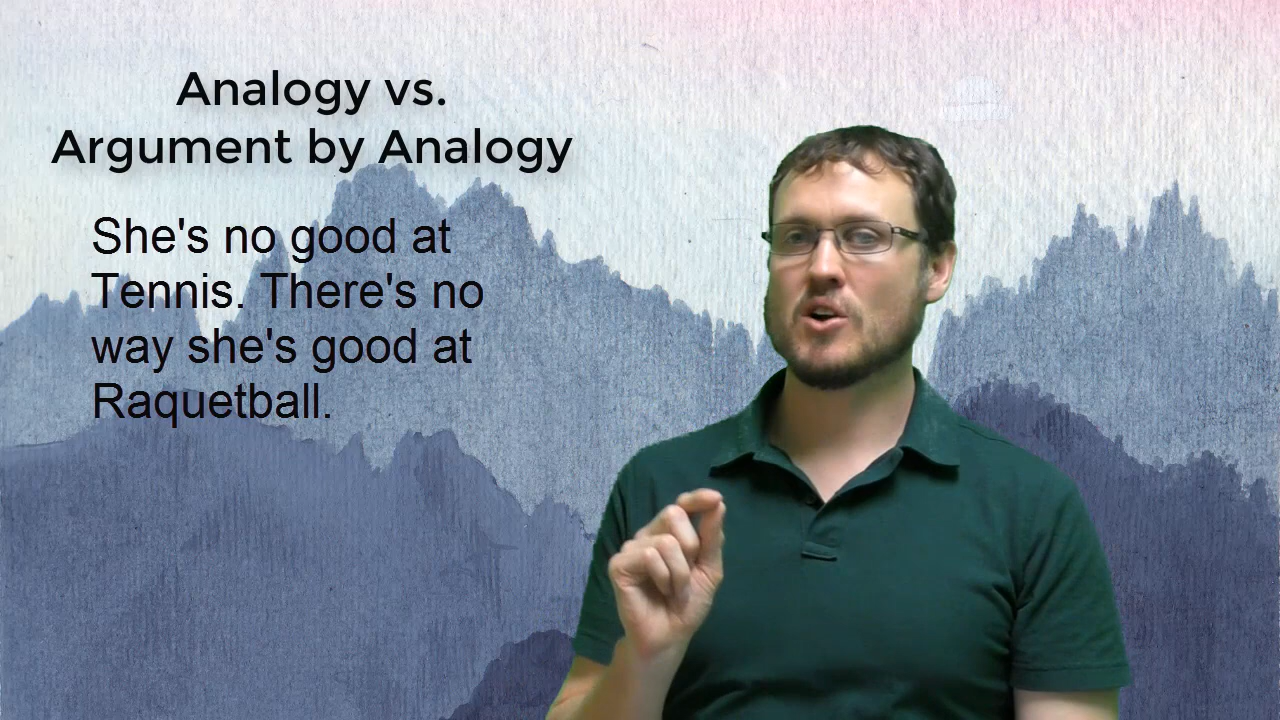 Analogy vs.
Argument by Analogy
She's no good at
Tennis. There's no
way she's good at
Raquetball.